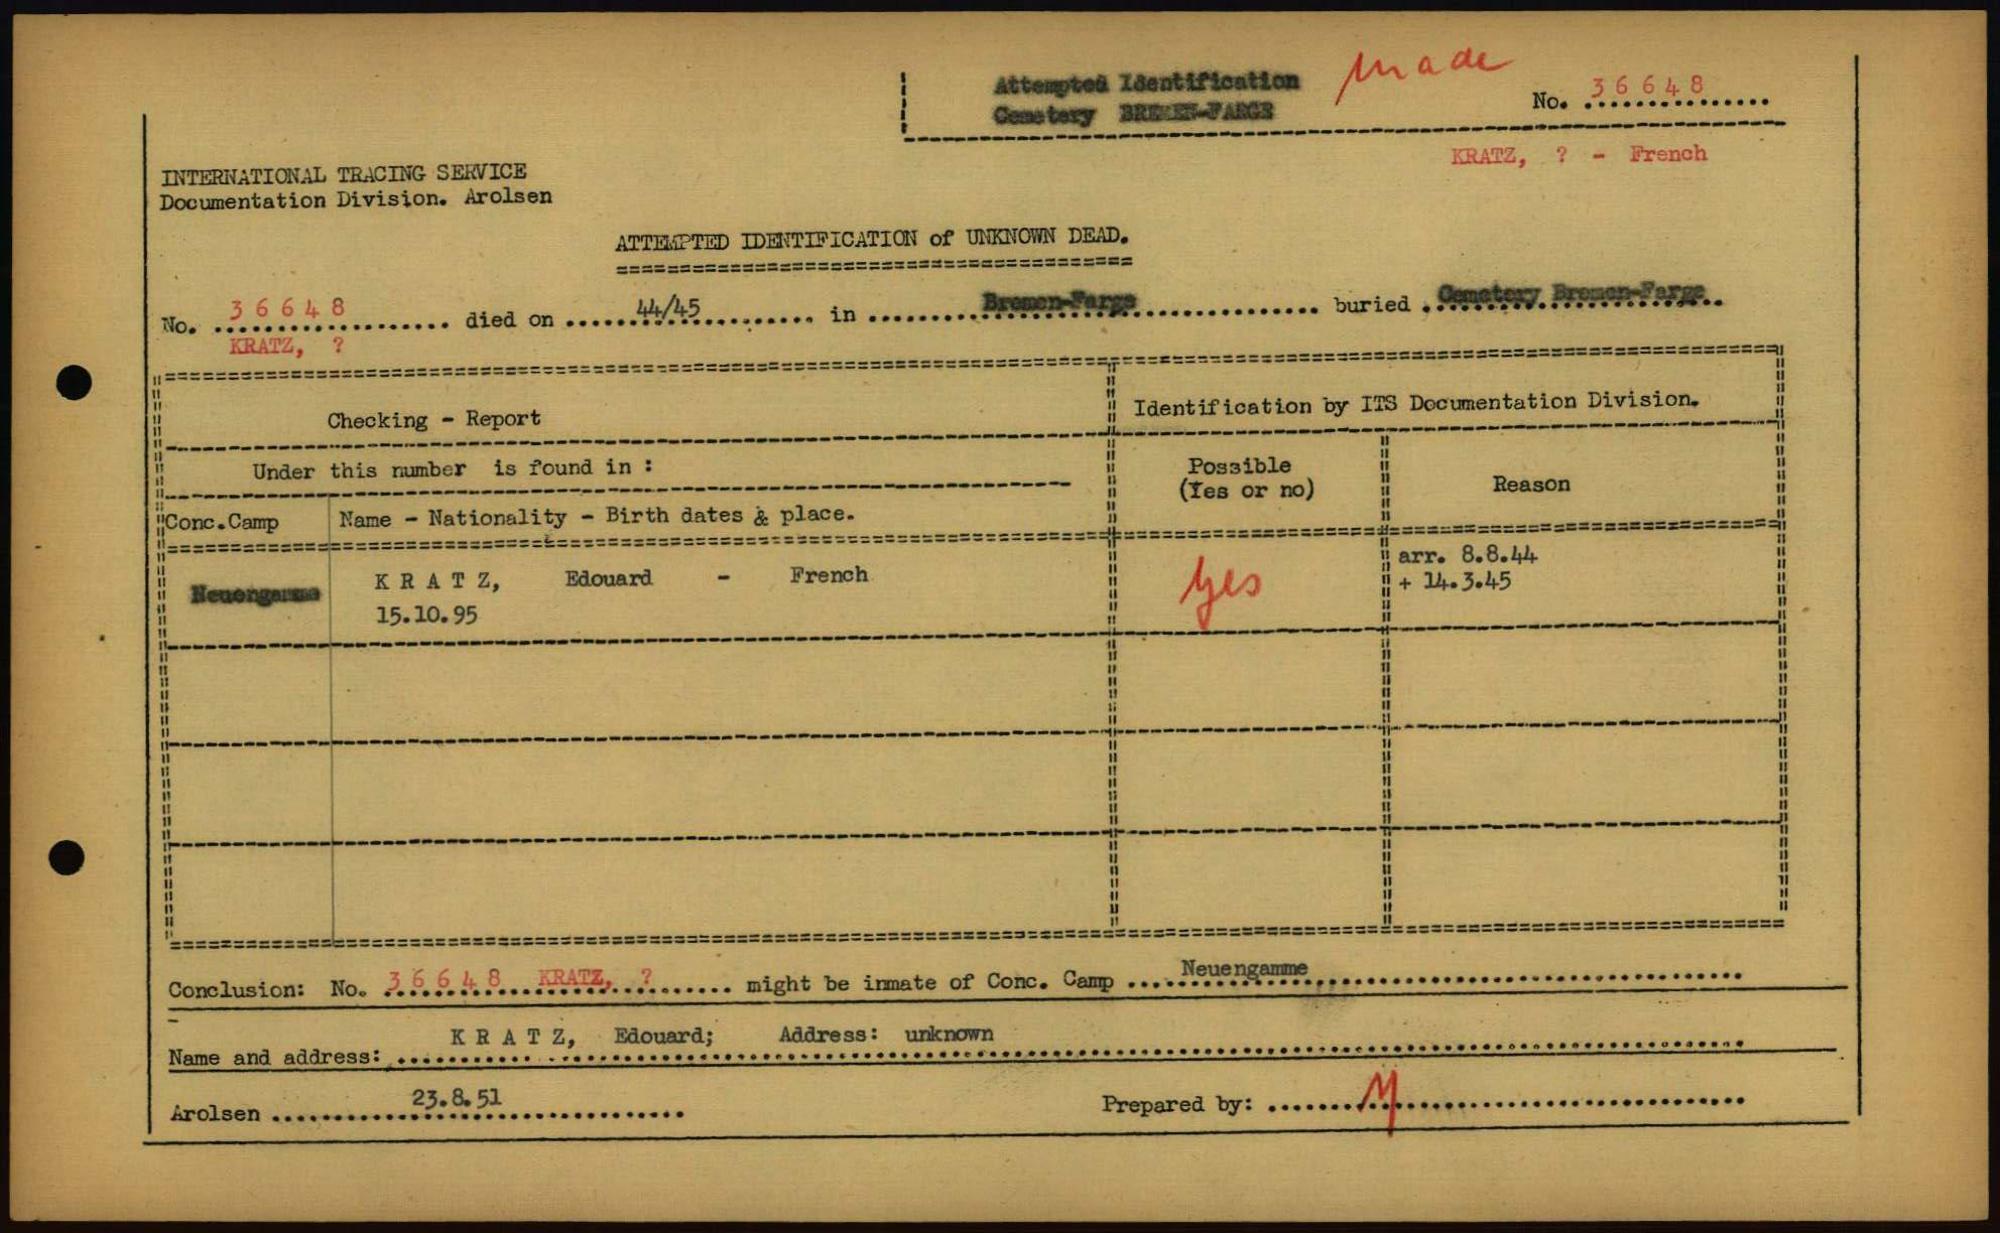 Attempted Identification
Cemetery BREMEN-FARGE
made
No. 36648
KRATZ, ? - French
INTERNATIONAL TRACING SERVICE
Documentation Division. Arolsen
ATTEMPTED IDENTIFICATION of UNKNOWN DEAD.
No. 36648 died on 44/45 in Bremen-Farge buried Cemetery Bremen-Farge
KRATZ, ?
Checking - Report
Identification by ITS Documentation Division.
Under this number is found in :
Possible
(Yes or no)
Reason
Conc.Camp
Name - Nationality - Birth dates & place.
Neuengamme
K R A T Z, Edouard - French
15.10.95
yes
arr. 8.8.44
+ 14.3.45
Conclusion: No. 36648 KRATZ, ? might be inmate of Conc. Camp Neuengamme
Name and address: K R A T Z, Edouard; Address: unknown
Arolsen 23.8.51
Prepared by: